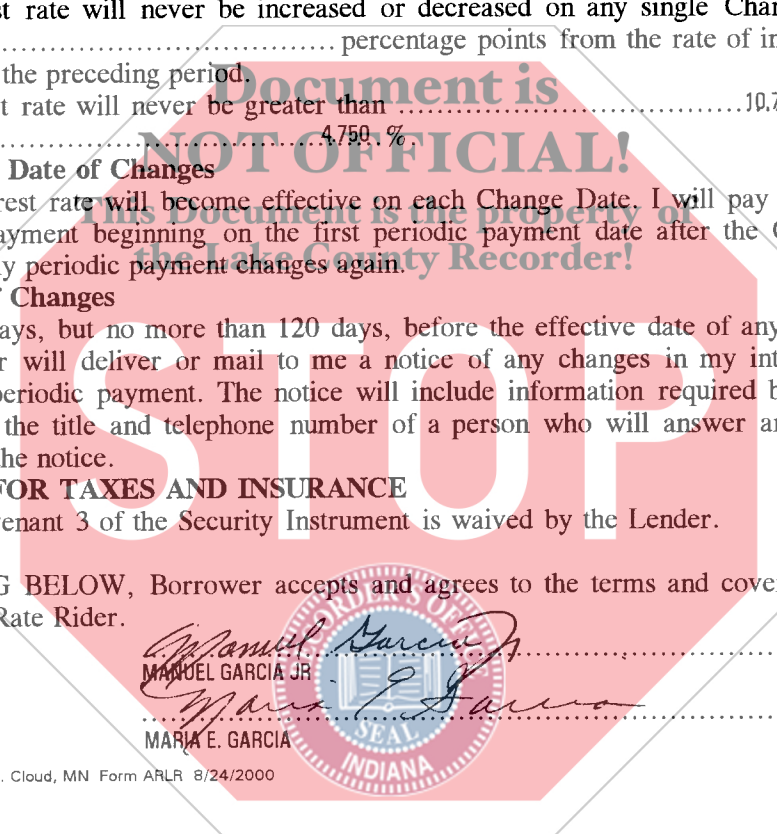 st rate will never be increased or decreased on any single Chan
percentage points from the rate of in
the preceding period.
Document is
t rate will never be greater than 10.7
4.750 %
NOT OFFICIAL!
Date of Changes
rest rate will become effective on each Change Date. I will pay
This Document is the property of
ayment beginning on the first periodic payment date after the C
the Lake County Recorder!
y periodic payment changes again.
Changes
ays, but no more than 120 days, before the effective date of any
r will deliver or mail to me a notice of any changes in my int
periodic payment. The notice will include information required b
the title and telephone number of a person who will answer an
he notice.
STOP
FOR TAXES AND INSURANCE
enant 3 of the Security Instrument is waived by the Lender.
G BELOW, Borrower accepts and agrees to the terms and cove
Rate Rider.
Manuel Garcia Jr
MANUEL GARCIA JR
Maria E Garcia
MARIA E. GARCIA
SEAL
INDIANA
. Cloud, MN Form ARLR 8/24/2000